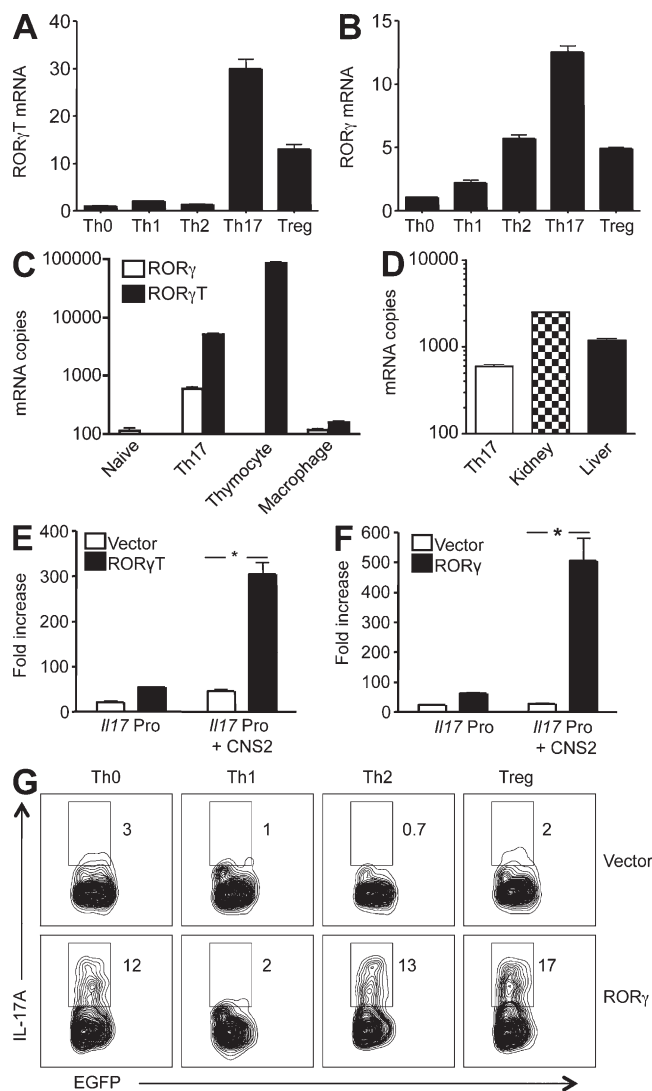 A
RORγT mRNA
40
30
20
10
0
Th0 Th1 Th2 Th17 Treg
B
RORγ mRNA
15
10
5
0
Th0 Th1 Th2 Th17 Treg
C
mRNA copies
100000
10000
1000
100
RORγ
RORγT
Naive Th17 Thymocyte Macrophage
D
mRNA copies
10000
1000
100
Th17 Kidney Liver
E
Fold increase
400
300
200
100
0
Vector
RORγT
*
Il17 Pro Il17 Pro
+ CNS2
F
Fold increase
600
500
400
300
200
100
0
Vector
RORγ
*
Il17 Pro Il17 Pro
+ CNS2
G
Th0 Th1 Th2 Treg
3 1 0.7 2
Vector
12 2 13 17
RORγ
IL-17A
EGFP